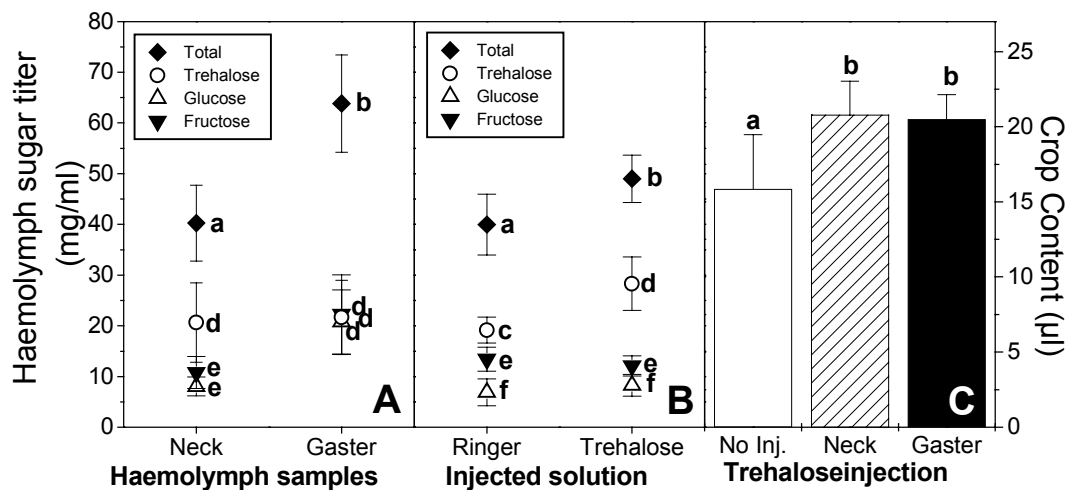 Haemolymph sugar titer
(mg/ml)
80
70
60
50
40
30
20
10
0
Total
Trehalose
Glucose
Fructose
a
b
d
d
d
e
d
e
A
Neck
Gaster
Haemolymph samples
Total
Trehalose
Glucose
Fructose
a
b
c
d
e
e
f
f
B
Ringer
Trehalose
Injected solution
a
b
b
C
No Inj.
Neck
Gaster
Trehaloseinjection
25
20
15
10
5
0
Crop Content (µl)